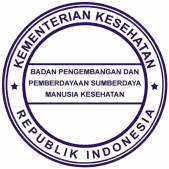 KEMENTERIAN KESEHATAN
BADAN PENGEMBANGAN DAN
PEMBERDAYAAN SUMBERDAYA
MANUSIA KESEHATAN
REPUBLIK INDONESIA